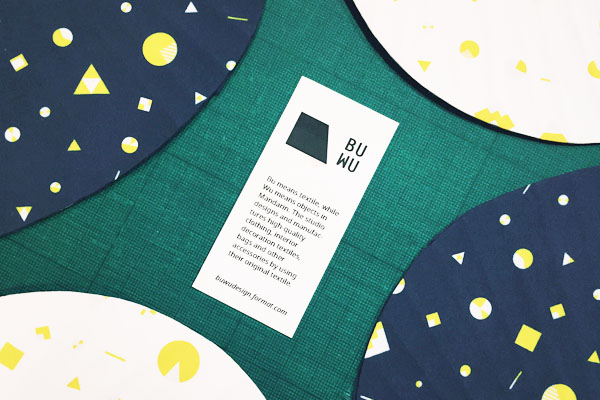 BU
WU
Bu means textile, while
Wu means objects in
Mandarin. The studio
designs and manufac
tures high quality
clothing, interior
decoration textiles,
bags and other
accessories by using
their original textile.
buwudesign.format.com